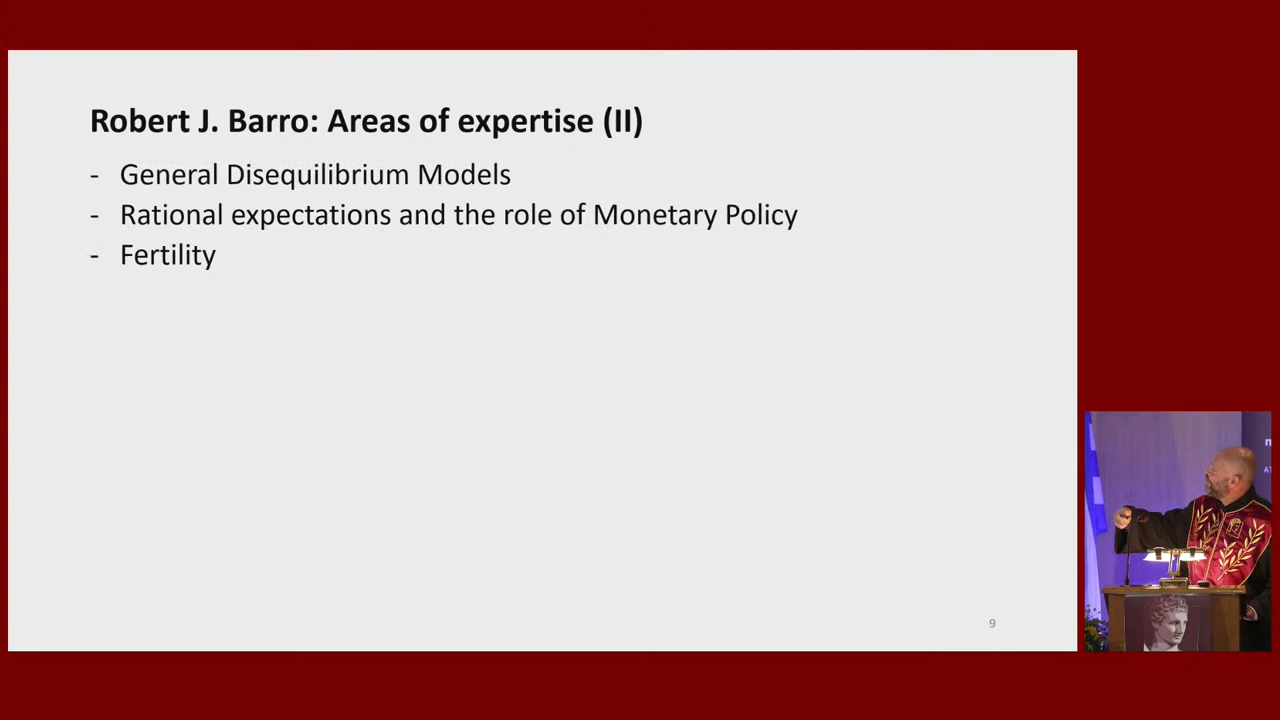 Robert J. Barro: Areas of expertise (II)
- General Disequilibrium Models
- Rational expectations and the role of Monetary Policy
- Fertility
9